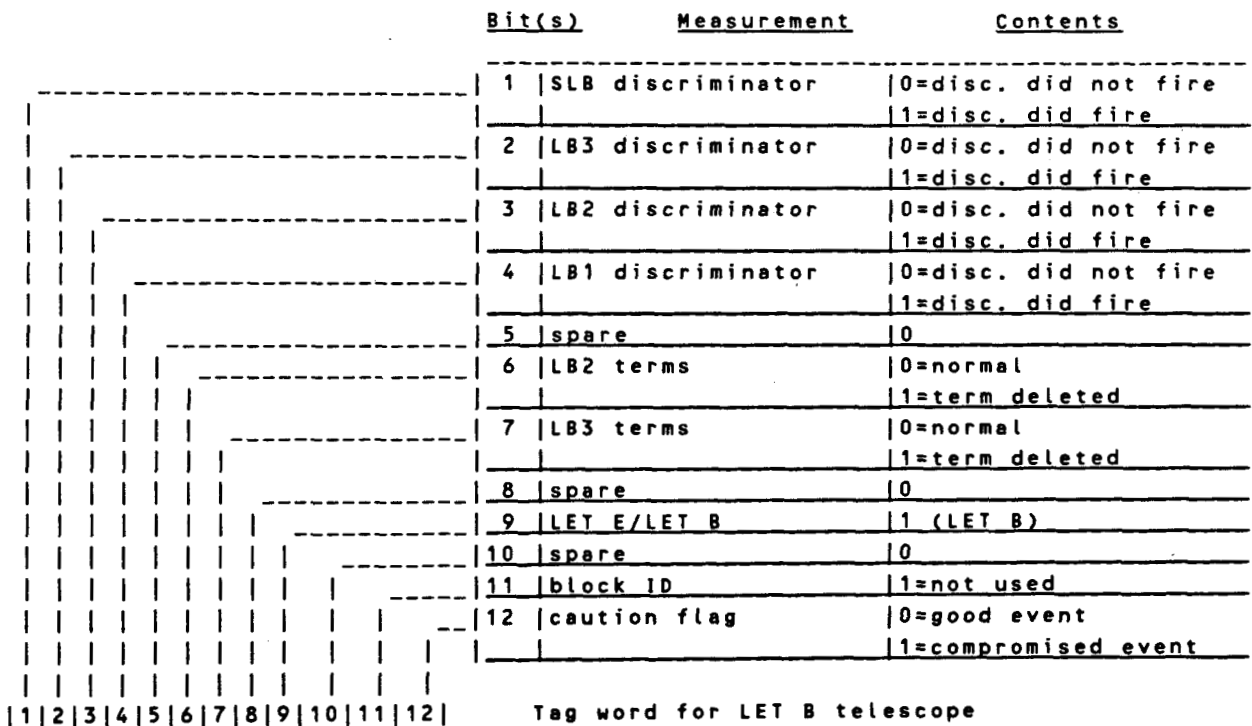 Bit(s) Measurement Contents
1 |SLB discriminator |0=disc. did not fire
|1=disc. did fire
2 |LB3 discriminator |0=disc. did not fire
|1=disc. did fire
3 |LB2 discriminator |0=disc. did not fire
|1=disc. did fire
4 |LB1 discriminator |0=disc. did not fire
|1=disc. did fire
5 |spare |0
6 |LB2 terms |0=normal
|1=term deleted
7 |LB3 terms |0=normal
|1=term deleted
8 |spare |0
9 |LET E/LET B |1 (LET B)
10 |spare |0
11 |block ID |1=not used
12 |caution flag |0=good event
|1=compromised event
|1|2|3|4|5|6|7|8|9|10|11|12| Tag word for LET B telescope